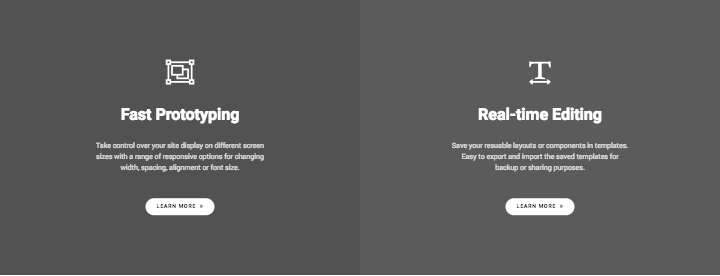 Fast Prototyping
Take control over your site display on different screen
sizes with a range of responsive options for changing
width, spacing, alignment or font size.
LEARN MORE »
Real-time Editing
Save your resuable layouts or components in templates.
Easy to export and import the saved templates for
backup or sharing purposes.
LEARN MORE »